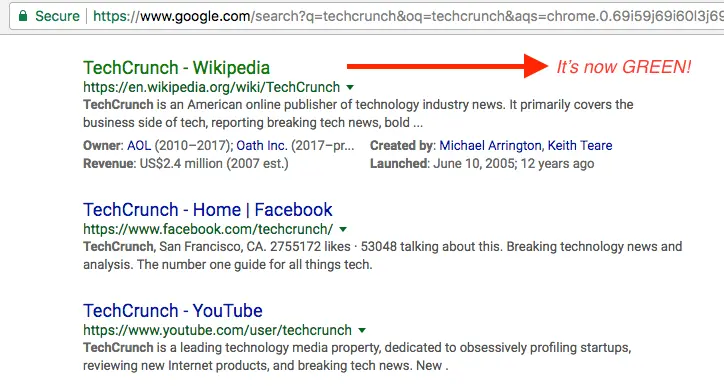 Secure | https://www.google.com/search?q=techcrunch&oq=techcrunch&aqs=chrome.0.69i59j69i60l3j69
TechCrunch - Wikipedia It's now GREEN!
https://en.wikipedia.org/wiki/TechCrunch
TechCrunch is an American online publisher of technology industry news. It primarily covers the
business side of tech, reporting breaking tech news, bold ...
Owner: AOL (2010–2017); Oath Inc. (2017–pr... Created by: Michael Arrington, Keith Teare
Revenue: US$2.4 million (2007 est.) Launched: June 10, 2005; 12 years ago
TechCrunch - Home | Facebook
https://www.facebook.com/techcrunch/
TechCrunch, San Francisco, CA. 2755172 likes · 53048 talking about this. Breaking technology news and
analysis. The number one guide for all things tech.
TechCrunch - YouTube
https://www.youtube.com/user/techcrunch
TechCrunch is a leading technology media property, dedicated to obsessively profiling startups,
reviewing new Internet products, and breaking tech news. New .